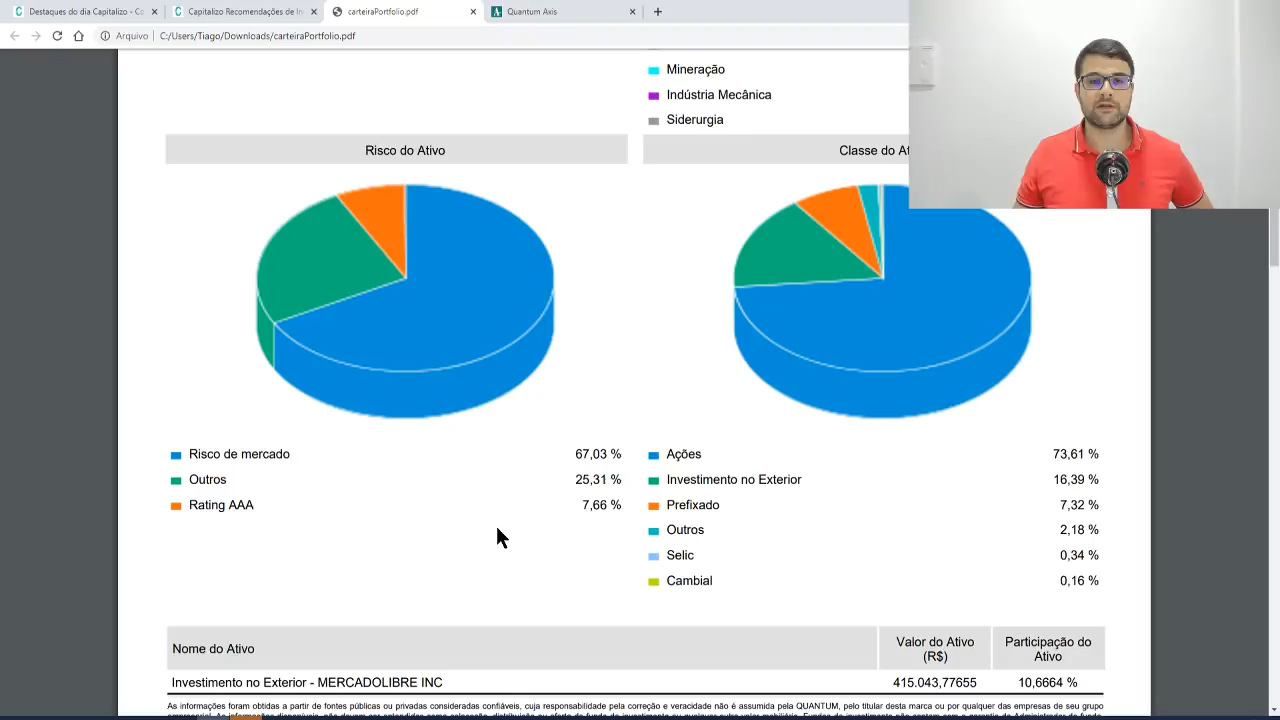 Destaques do dia Capitalizo - Co
Capitalizo Recomendações de In
carteiraPortfolio.pdf
Quantum Axis
Arquivo C:/Users/Tiago/Downloads/carteiraPortfolio.pdf
Mineração
Indústria Mecânica
Siderurgia
Risco do Ativo
Classe do At
Risco de mercado 67,03 %
Outros 25,31 %
Rating AAA 7,66 %
Ações 73,61 %
Investimento no Exterior 16,39 %
Prefixado 7,32 %
Outros 2,18 %
Selic 0,34 %
Cambial 0,16 %
Nome do Ativo Valor do Ativo (R$) Participação do Ativo
Investimento no Exterior - MERCADOLIBRE INC 415.043,77655 10,6664 %
As informações foram obtidas a partir de fontes públicas ou privadas consideradas confiáveis, cuja responsabilidade pela correção e veracidade não é assumida pela QUANTUM, pelo titular desta marca ou por qualquer das empresas de seu grupo